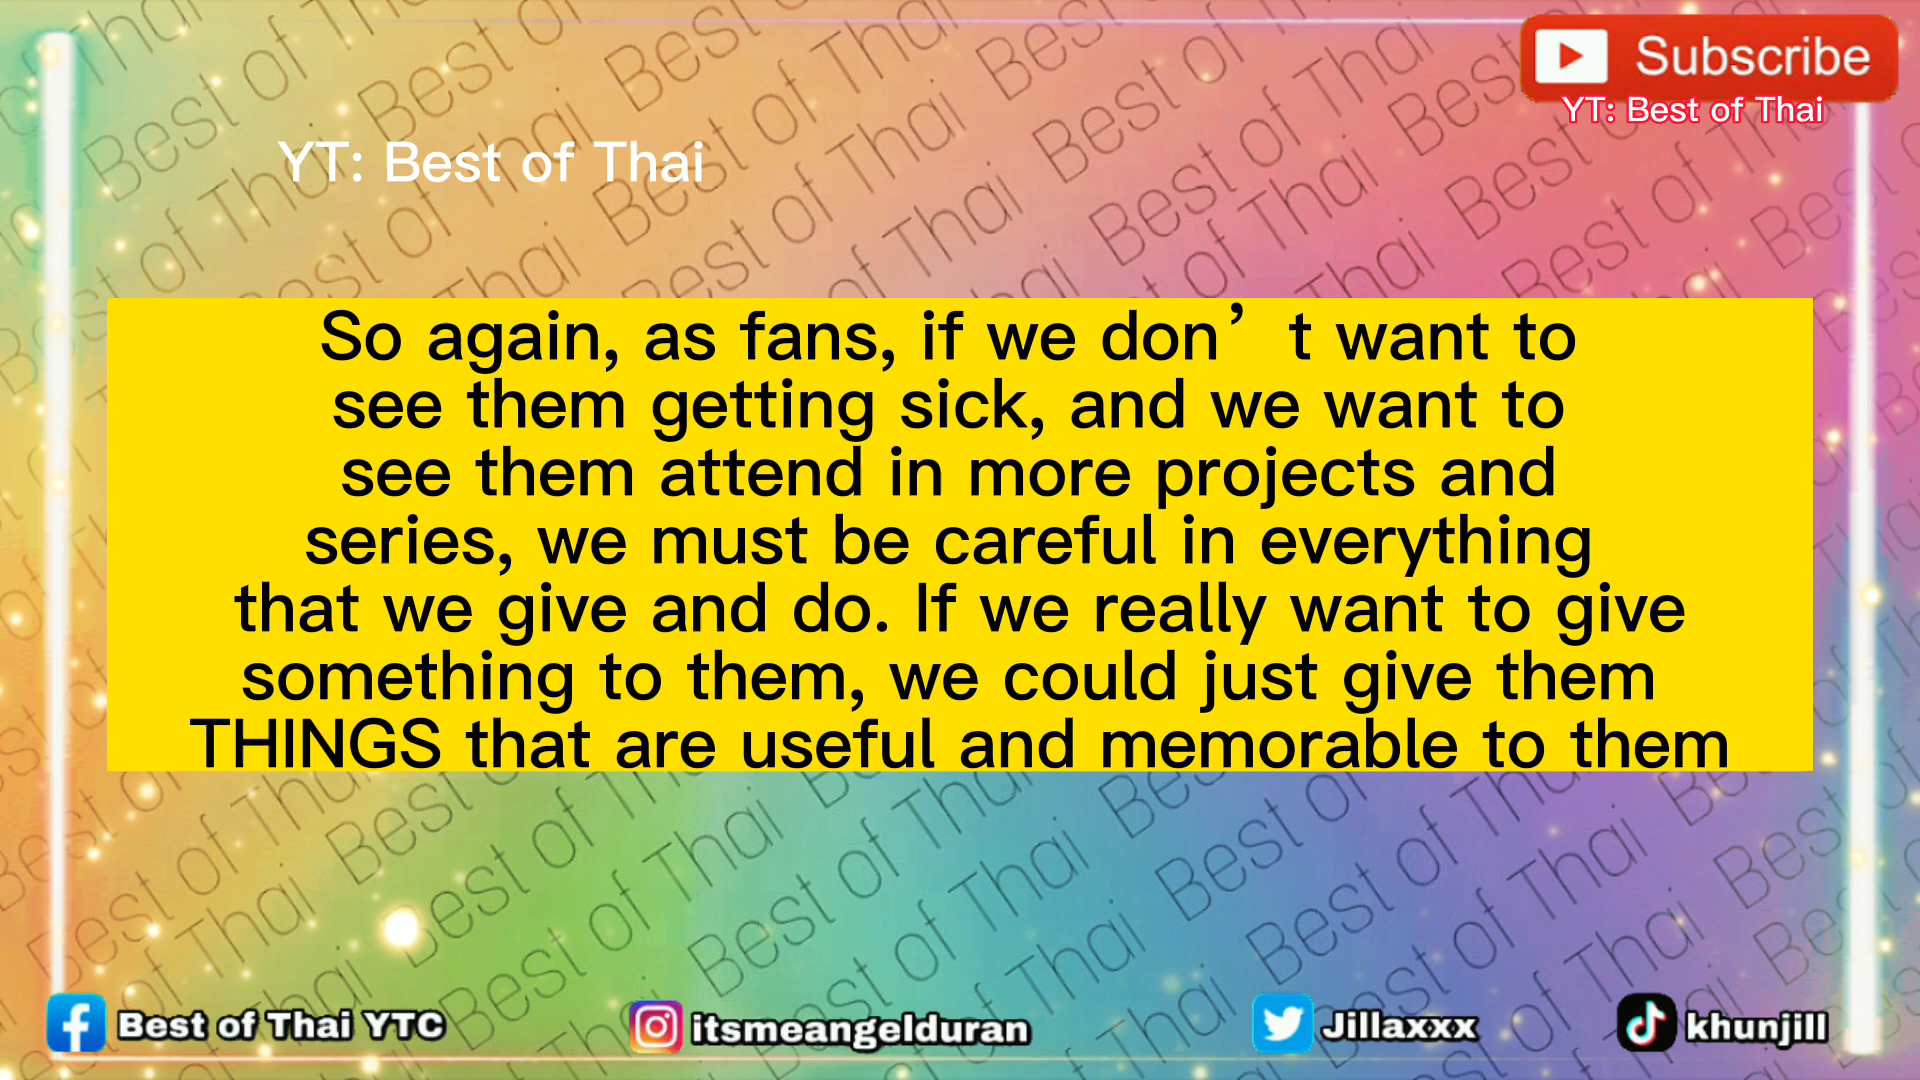 Subscribe
YT: Best of Thai
YT: Best of Thai
So again, as fans, if we don’t want to
see them getting sick, and we want to
see them attend in more projects and
series, we must be careful in everything
that we give and do. If we really want to give
something to them, we could just give them
THINGS that are useful and memorable to them
Best of Thai YTC
itsmeangelduran
Jillaxxx
khunjill